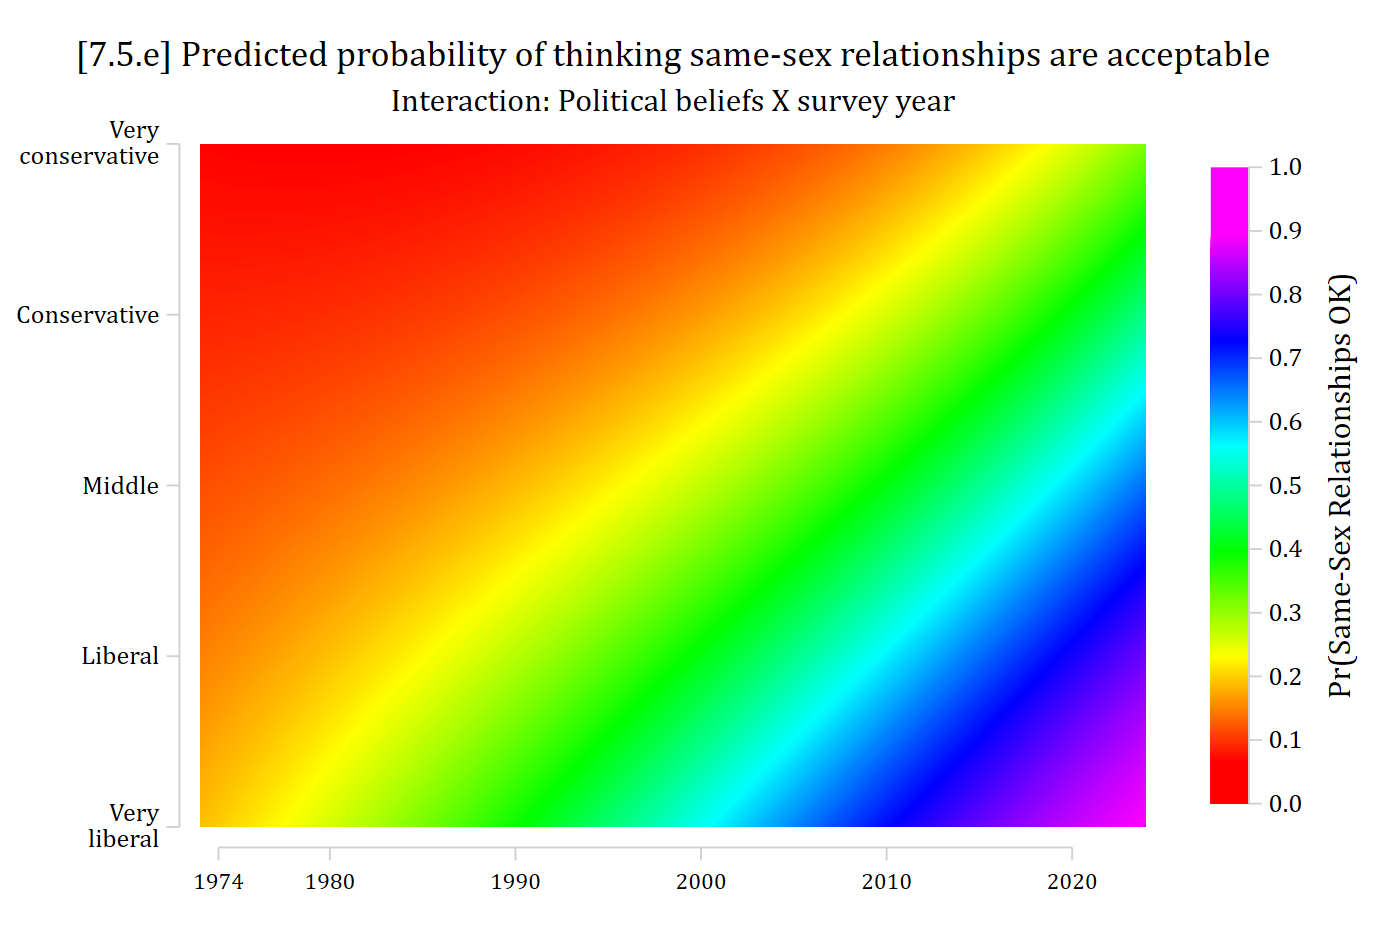 [7.5.e] Predicted probability of thinking same-sex relationships are acceptable
Interaction: Political beliefs X survey year
Very
conservative
Conservative
Middle
Liberal
Very
liberal
1974
1980
1990
2000
2010
2020
1.0
0.9
0.8
0.7
0.6
0.5
0.4
0.3
0.2
0.1
0.0
Pr(Same-Sex Relationships OK)